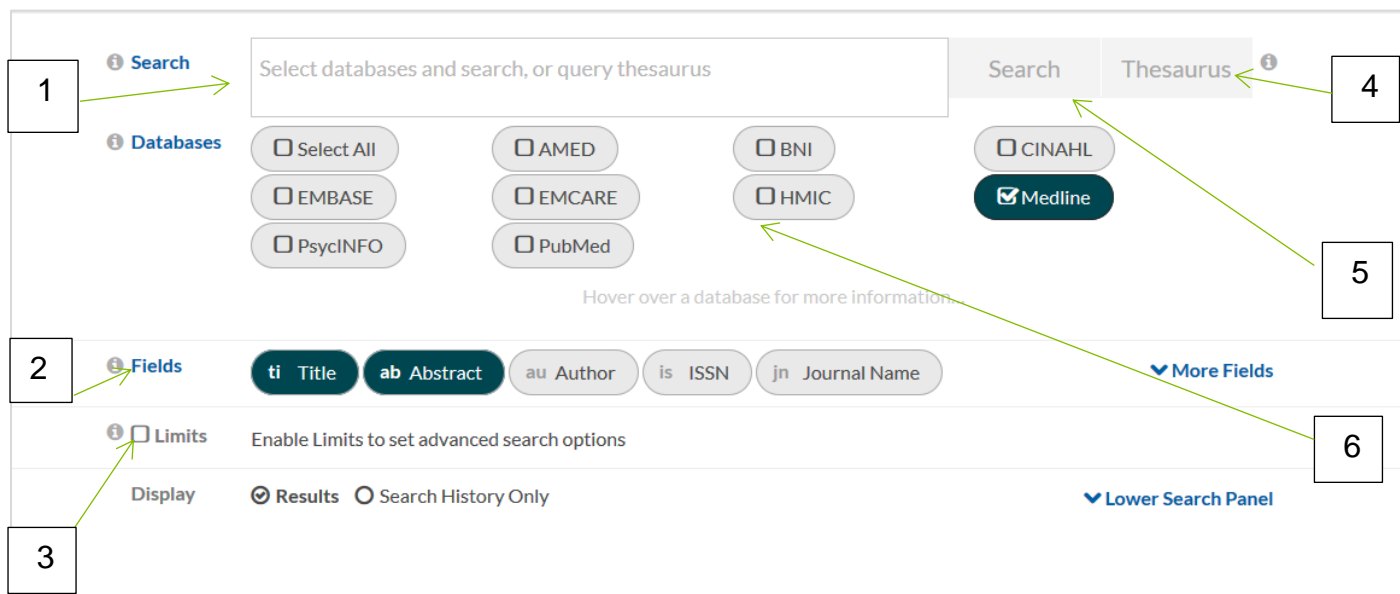 1
Search
Select databases and search, or query thesaurus
Search
Thesaurus
4
Databases
Select All
AMED
BNI
CINAHL
EMBASE
EMCARE
HMIC
Medline
PsycINFO
PubMed
5
Hover over a database for more information...
2
Fields
ti Title
ab Abstract
au Author
is ISSN
jn Journal Name
More Fields
Limits
Enable Limits to set advanced search options
6
Display
Results
Search History Only
Lower Search Panel
3